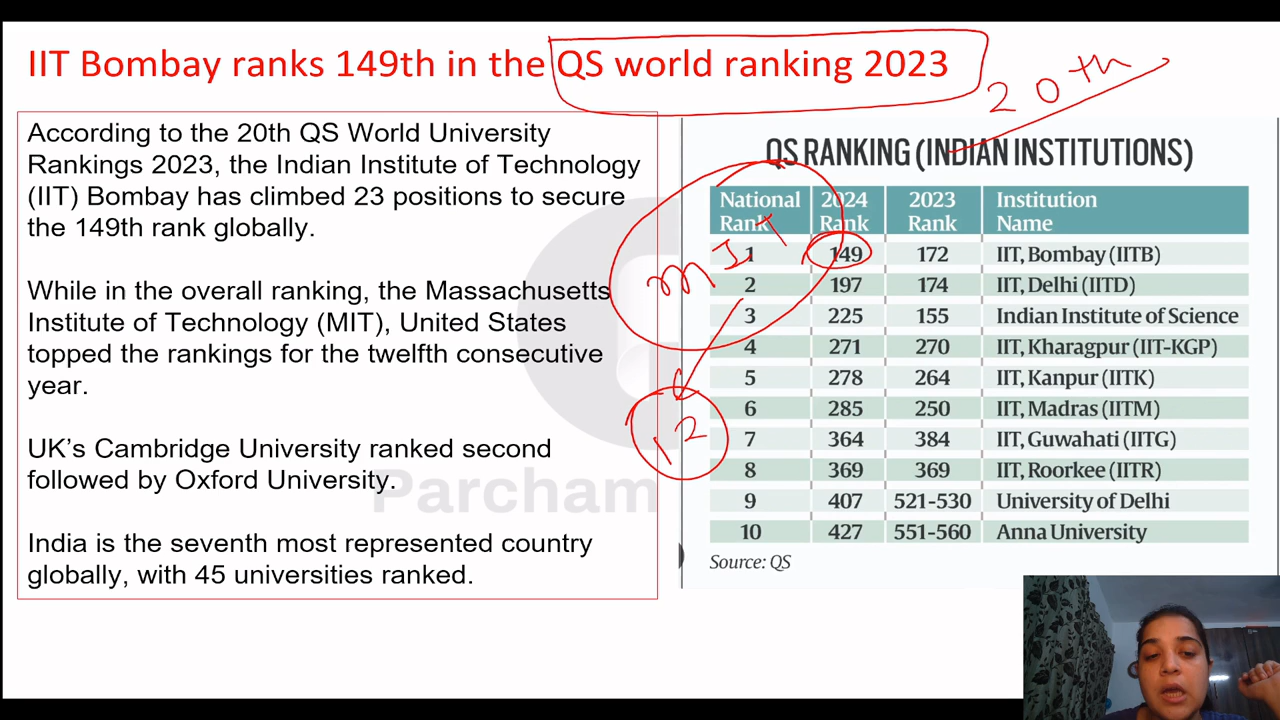 IIT Bombay ranks 149th in the QS world ranking 2023
20th
According to the 20th QS World University
Rankings 2023, the Indian Institute of Technology
(IIT) Bombay has climbed 23 positions to secure
the 149th rank globally.
While in the overall ranking, the Massachusetts
Institute of Technology (MIT), United States
topped the rankings for the twelfth consecutive
year.
UK's Cambridge University ranked second
followed by Oxford University.
India is the seventh most represented country
globally, with 45 universities ranked.
Parcham
MIT
12
QS RANKING (INDIAN INSTITUTIONS)
National Rank 2024 Rank 2023 Rank Institution Name
1 149 172 IIT, Bombay (IITB)
2 197 174 IIT, Delhi (IITD)
3 225 155 Indian Institute of Science
4 271 270 IIT, Kharagpur (IIT-KGP)
5 278 264 IIT, Kanpur (IITK)
6 285 250 IIT, Madras (IITM)
7 364 384 IIT, Guwahati (IITG)
8 369 369 IIT, Roorkee (IITR)
9 407 521-530 University of Delhi
10 427 551-560 Anna University
Source: QS